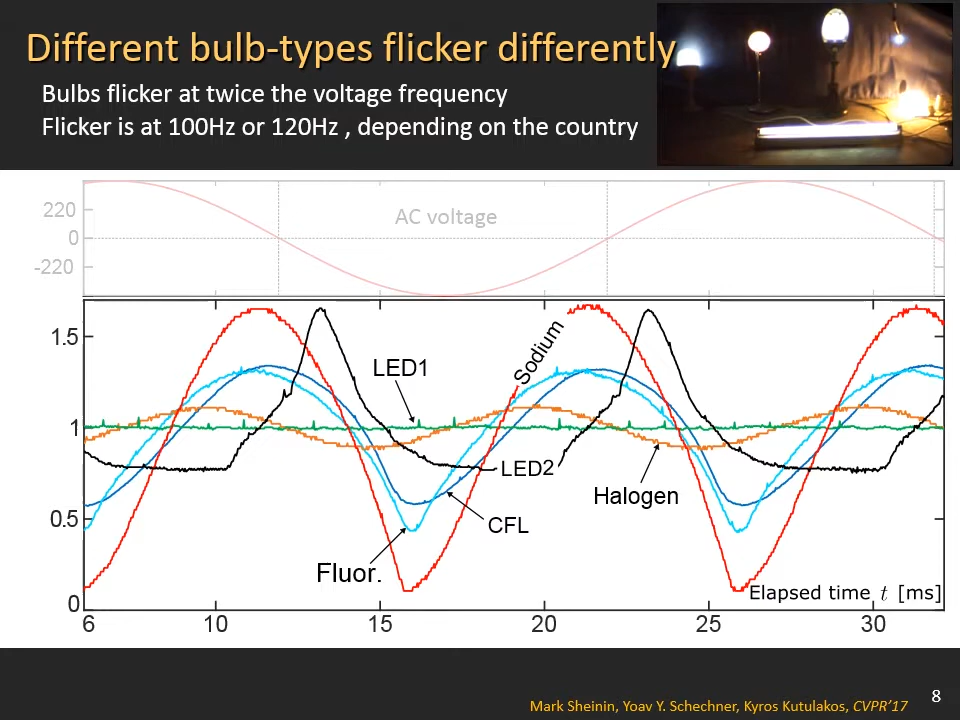 Different bulb-types flicker differently
Bulbs flicker at twice the voltage frequency
Flicker is at 100Hz or 120Hz , depending on the country
220
0
-220
AC voltage
1.5
1
0.5
0
LED1
Sodium
LED2
Halogen
CFL
Fluor.
Elapsed time t [ms]
6 10 15 20 25 30
Mark Sheinin, Yoav Y. Schechner, Kyros Kutulakos, CVPR’17
8